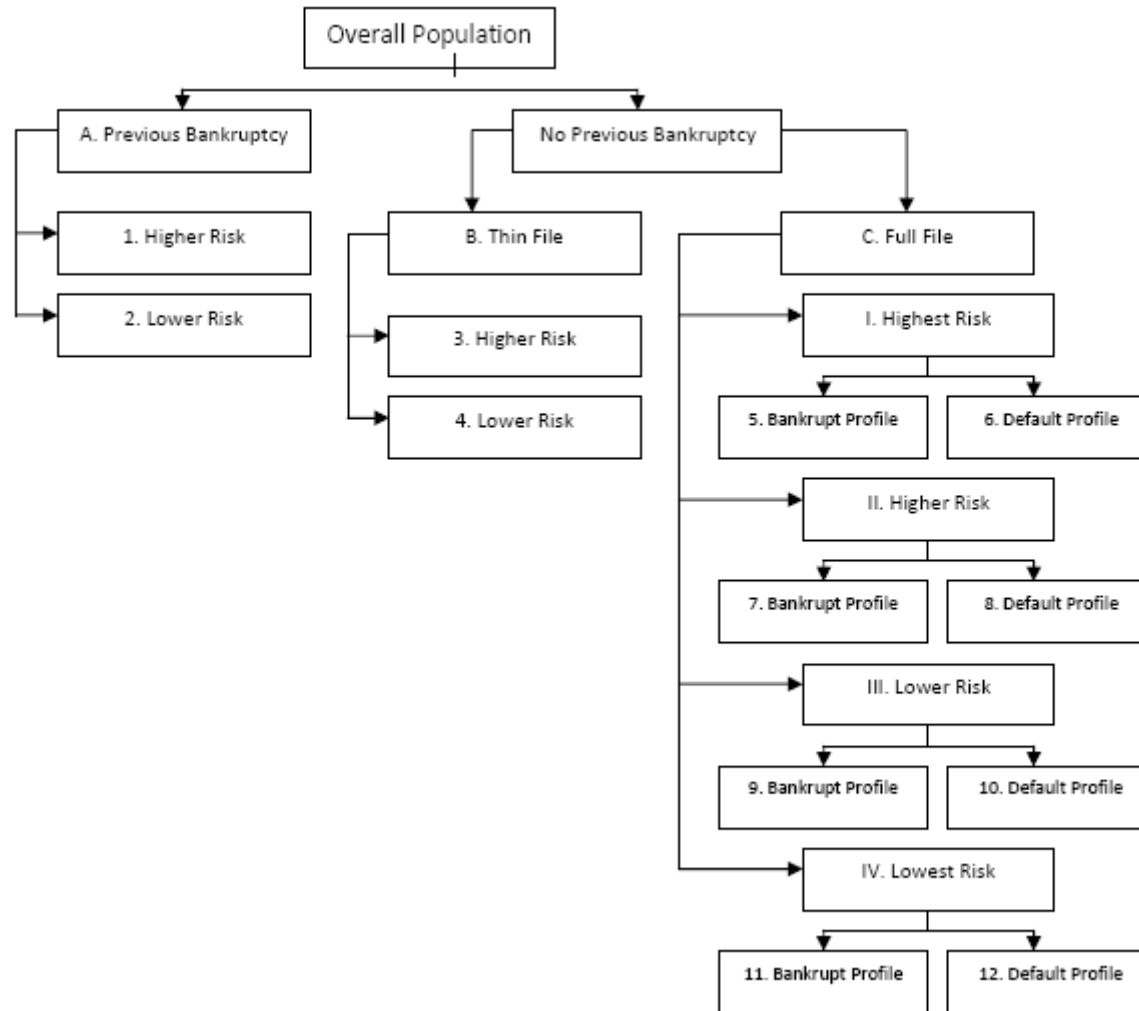 Overall Population
A. Previous Bankruptcy
No Previous Bankruptcy
1. Higher Risk
2. Lower Risk
B. Thin File
3. Higher Risk
4. Lower Risk
C. Full File
I. Highest Risk
5. Bankrupt Profile
6. Default Profile
II. Higher Risk
7. Bankrupt Profile
8. Default Profile
III. Lower Risk
9. Bankrupt Profile
10. Default Profile
IV. Lowest Risk
11. Bankrupt Profile
12. Default Profile